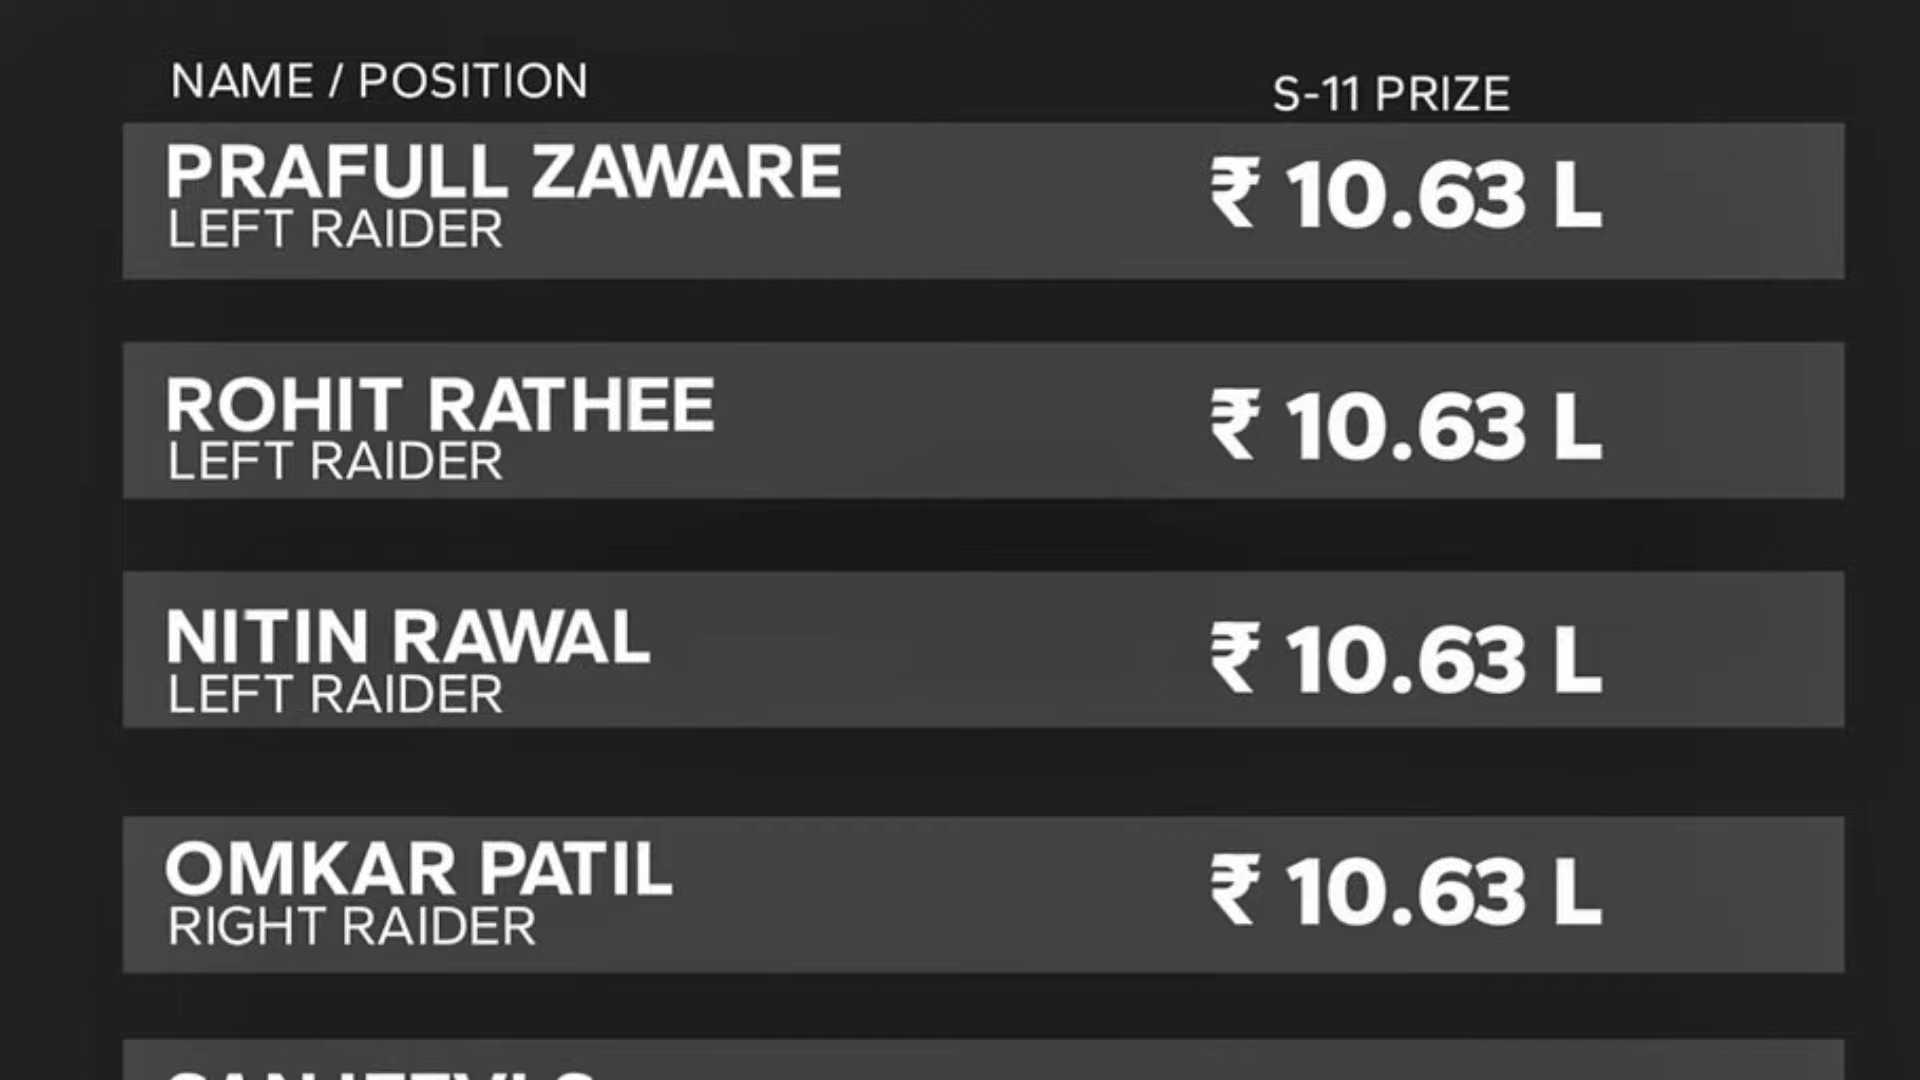 NAME / POSITION
S-11 PRIZE
PRAFULL ZAWARE
LEFT RAIDER
₹ 10.63 L
ROHIT RATHEE
LEFT RAIDER
₹ 10.63 L
NITIN RAWAL
LEFT RAIDER
₹ 10.63 L
OMKAR PATIL
RIGHT RAIDER
₹ 10.63 L